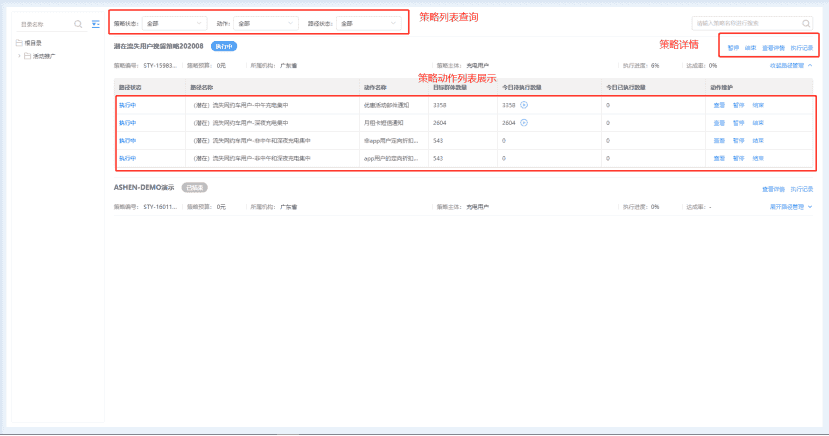 目录名称
根目录
活动推广
策略状态： 全部 动作： 全部 路径状态： 全部
策略列表查询
请输入策略名称进行搜索
潜在流失用户挽留策略202008 执行中
策略详情
暂停 结束 查看详情 执行记录
策略编号： STY-15983... 策略预算： 0元 所属机构： 广东省 策略主体： 充电用户 执行进度： 6% 达成率： 0% 收起路径管理
策略动作列表展示
路径状态 路径名称 动作名称 目标群体数量 今日待执行数量 今日已执行数量 动作维护
执行中 （潜在）流失网约车用户-中午充电集中 优惠活动邮件通知 3358 3358 0 查看 暂停 结束
执行中 （潜在）流失网约车用户-深夜充电集中 月租卡短信通知 2604 2604 0 查看 暂停 结束
执行中 （潜在）流失网约车用户-非中午和深夜充电集中 非app用户定向折扣... 543 0 0 查看 暂停 结束
执行中 （潜在）流失网约车用户-非中午和深夜充电集中 app用户的定向折扣... 543 0 0 查看 暂停 结束
ASHEN-DEMO演示 已结束
查看详情 执行记录
策略编号： STY-16011... 策略预算： 0元 所属机构： 广东省 策略主体： 充电用户 执行进度： 0% 达成率： - 展开路径管理